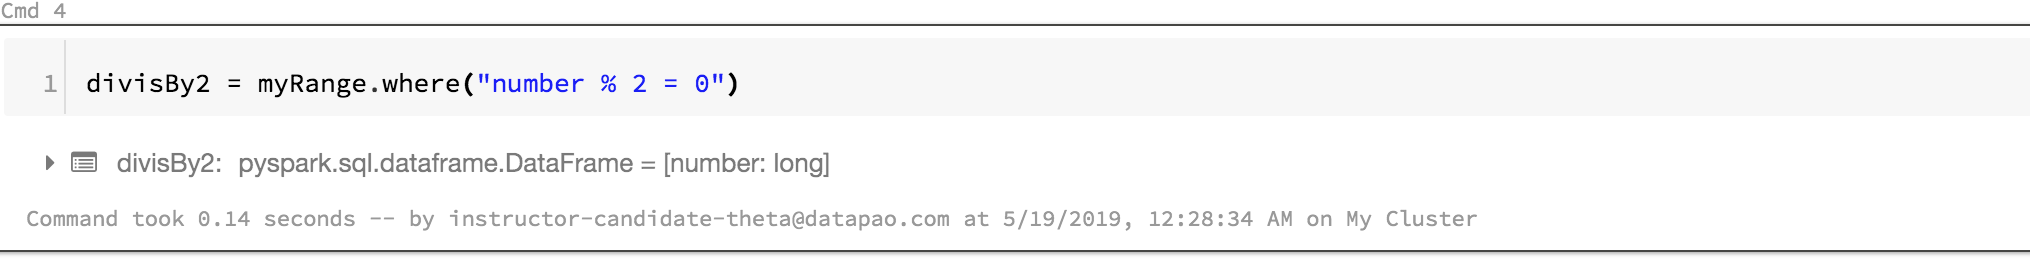 Cmd 4
1 divisBy2 = myRange.where("number % 2 = 0")
divisBy2: pyspark.sql.dataframe.DataFrame = [number: long]
Command took 0.14 seconds -- by instructor-candidate-theta@datapao.com at 5/19/2019, 12:28:34 AM on My Cluster